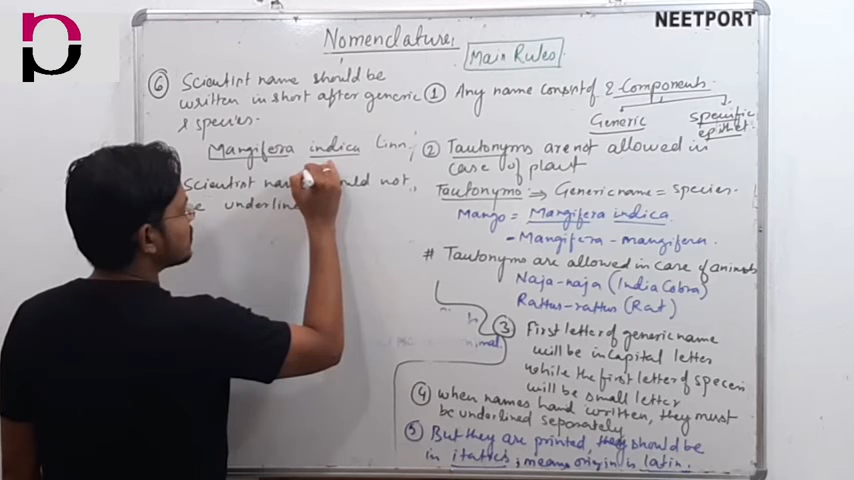 NEETPORT
Nomenclature
Main Rules
⑥ Scientist name should be
written in short after generic
& species.
Mangifera indica Linn,
Scientist name should not
be underlin
① Any name consist of 2 Components.
Generic
specific
epithet
② Tautonyms are not allowed in
case of plant
Tautonyms ⇒ Generic name = species.
Mango = Mangifera indica
- Mangifera - mangifera.
# Tautonyms are allowed in case of animals
Naja-naja (India Cobra)
Rattus-rattus (Rat)
③ First letter of generic name
will be in capital letter
while the first letter of species
will be small letter
④ when names hand written, they must
be underlined seperately
⑤ But they are printed, they should be
in italics, means origin is latin.